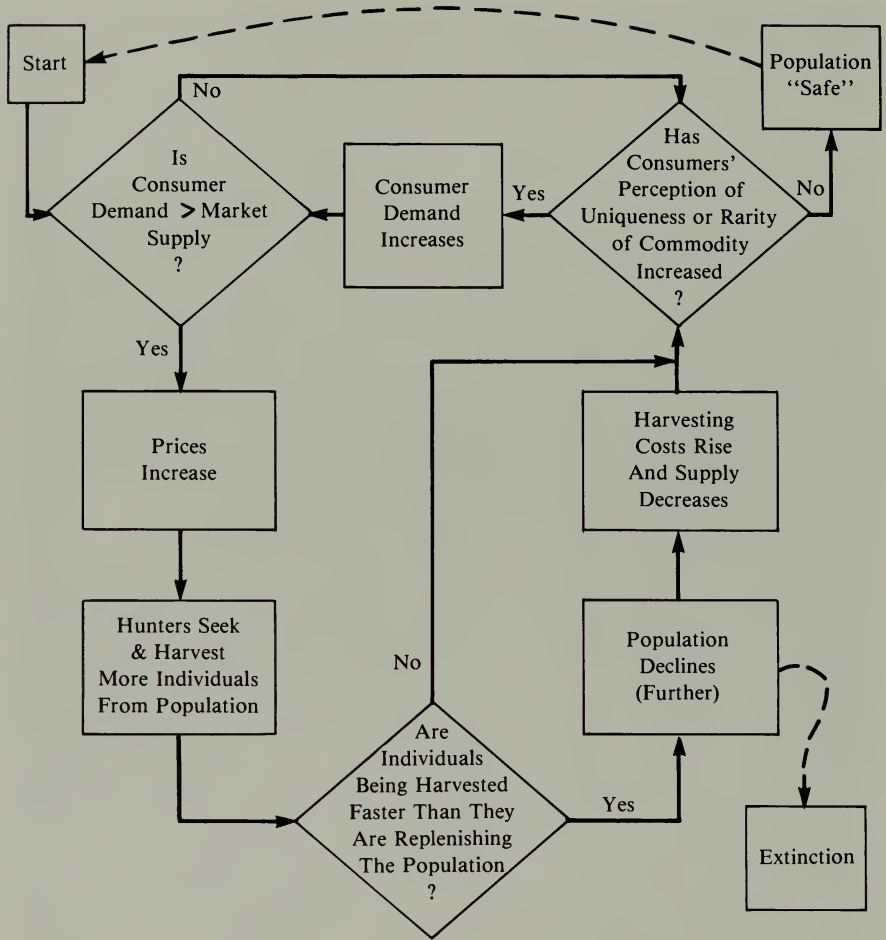 Start
Population
“Safe”
No
Is
Consumer
Demand > Market
Supply
?
Consumer
Demand
Increases
Yes
Has
Consumers’
Perception of
Uniqueness or Rarity
of Commodity
Increased
?
No
Yes
Prices
Increase
Harvesting
Costs Rise
And Supply
Decreases
Hunters Seek
& Harvest
More Individuals
From Population
No
Are
Individuals
Being Harvested
Faster Than They
Are Replenishing
The Population
?
Yes
Population
Declines
(Further)
Extinction